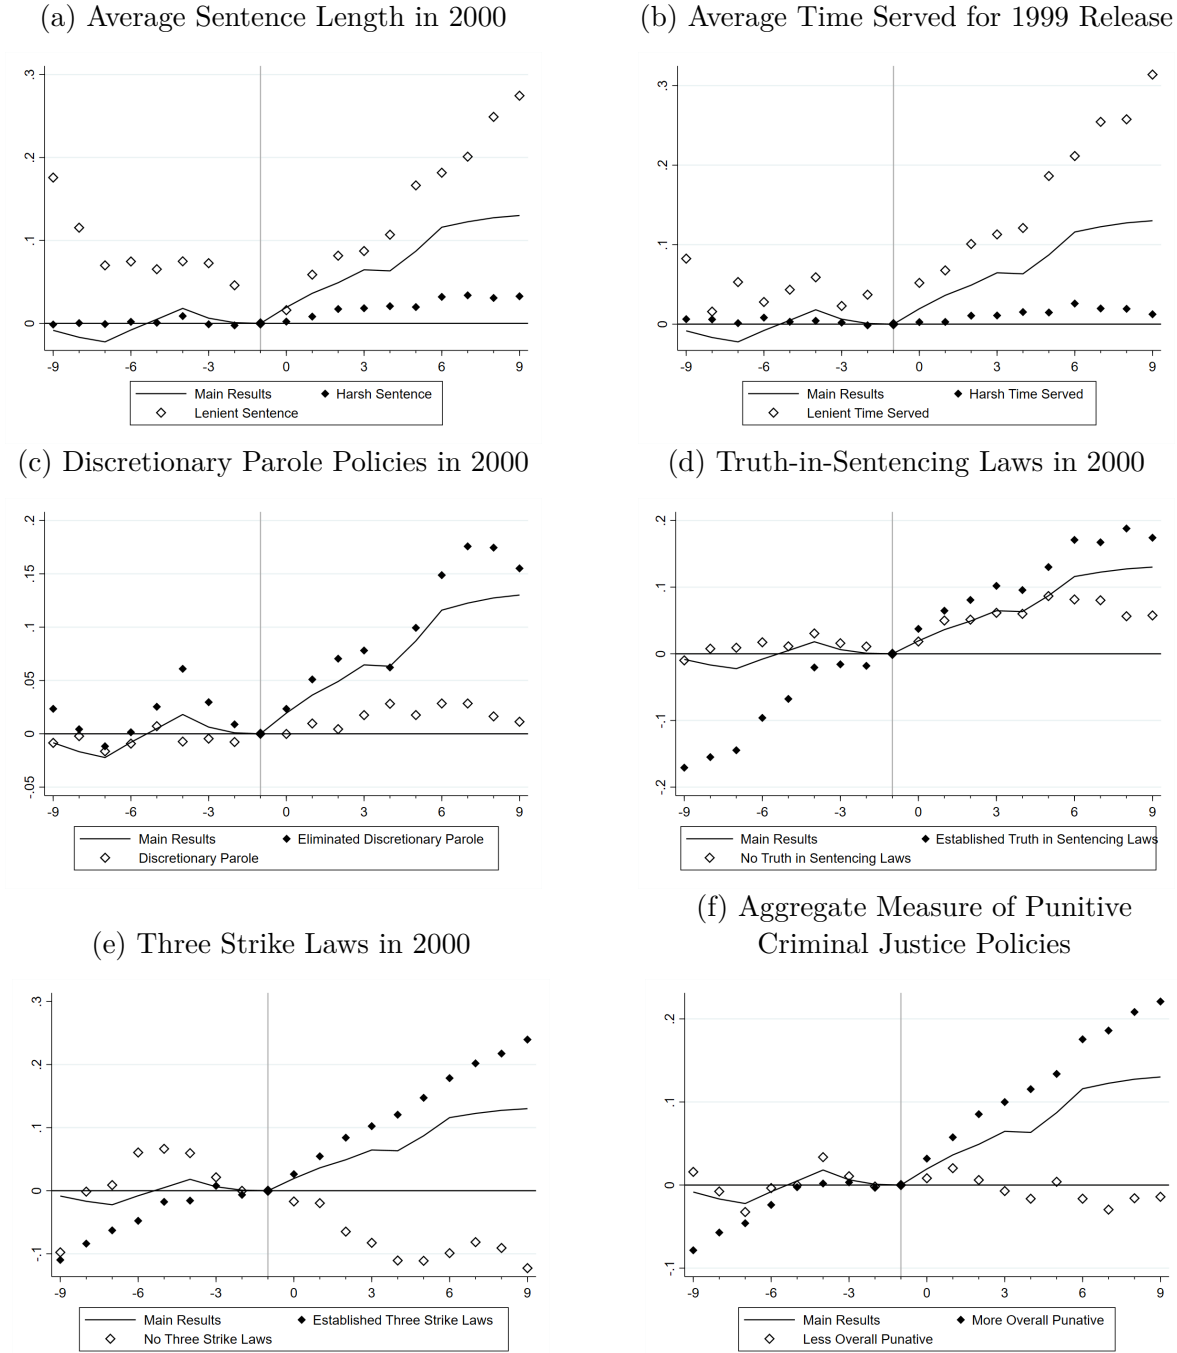 (a) Average Sentence Length in 2000
(b) Average Time Served for 1999 Release
.3
.2
.1
0
-9 -6 -3 0 3 6 9
Main Results
Harsh Sentence
Lenient Sentence
.3
.2
.1
0
-9 -6 -3 0 3 6 9
Main Results
Harsh Time Served
Lenient Time Served
(c) Discretionary Parole Policies in 2000
(d) Truth-in-Sentencing Laws in 2000
.2
.15
.1
.05
0
-.05
-9 -6 -3 0 3 6 9
Main Results
Eliminated Discretionary Parole
Discretionary Parole
.2
.1
0
-.1
-.2
-9 -6 -3 0 3 6 9
Main Results
Established Truth in Sentencing Laws
No Truth in Sentencing Laws
(e) Three Strike Laws in 2000
(f) Aggregate Measure of Punitive
Criminal Justice Policies
.3
.2
.1
0
-.1
-9 -6 -3 0 3 6 9
Main Results
Established Three Strike Laws
No Three Strike Laws
.2
.1
0
-.1
-9 -6 -3 0 3 6 9
Main Results
More Overall Punative
Less Overall Punative